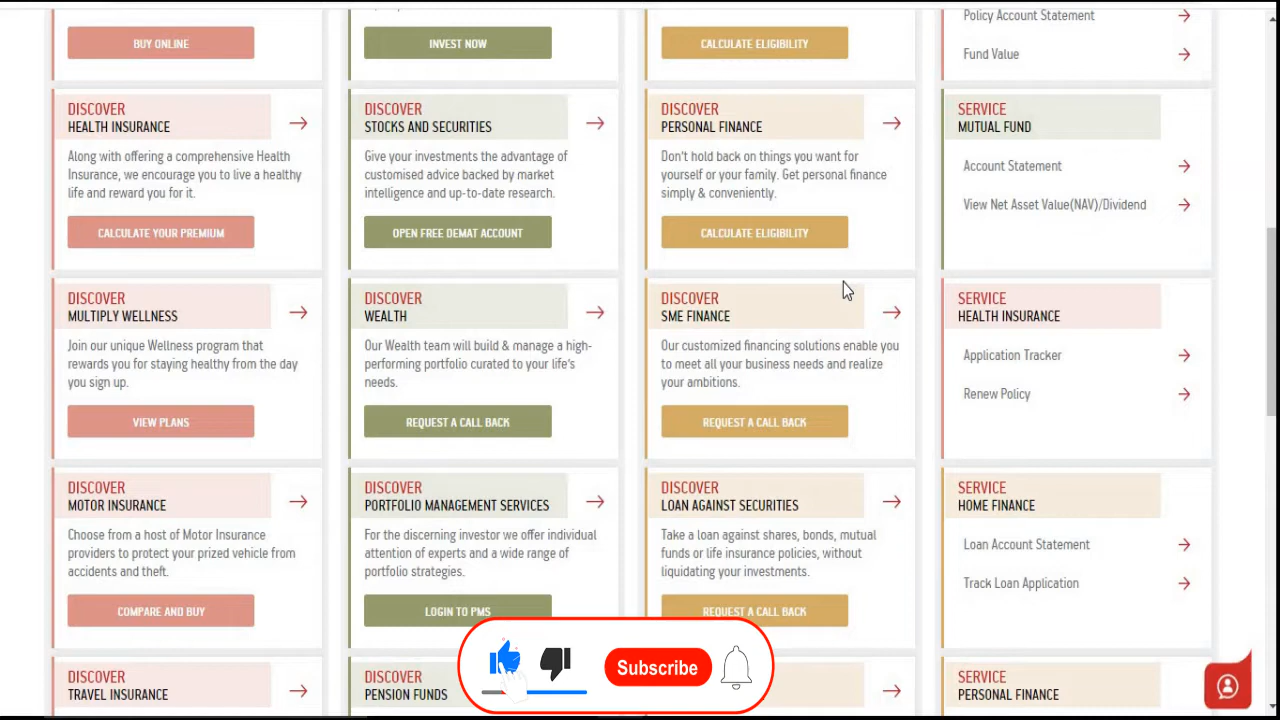 BUY ONLINE
INVEST NOW
CALCULATE ELIGIBILITY
Policy Account Statement
Fund Value
DISCOVER
HEALTH INSURANCE
Along with offering a comprehensive Health
Insurance, we encourage you to live a healthy
life and reward you for it.
CALCULATE YOUR PREMIUM
DISCOVER
STOCKS AND SECURITIES
Give your investments the advantage of
customised advice backed by market
intelligence and up-to-date research.
OPEN FREE DEMAT ACCOUNT
DISCOVER
PERSONAL FINANCE
Don't hold back on things you want for
yourself or your family. Get personal finance
simply & conveniently.
CALCULATE ELIGIBILITY
SERVICE
MUTUAL FUND
Account Statement
View Net Asset Value(NAV)/Dividend
DISCOVER
MULTIPLY WELLNESS
Join our unique Wellness program that
rewards you for staying healthy from the day
you sign up.
VIEW PLANS
DISCOVER
WEALTH
Our Wealth team will build & manage a high-
performing portfolio curated to your life's
needs.
REQUEST A CALL BACK
DISCOVER
SME FINANCE
Our customized financing solutions enable you
to meet all your business needs and realize
your ambitions.
REQUEST A CALL BACK
SERVICE
HEALTH INSURANCE
Application Tracker
Renew Policy
DISCOVER
MOTOR INSURANCE
Choose from a host of Motor Insurance
providers to protect your prized vehicle from
accidents and theft.
COMPARE AND BUY
DISCOVER
PORTFOLIO MANAGEMENT SERVICES
For the discerning investor we offer individual
attention of experts and a wide range of
portfolio strategies.
LOGIN TO PMS
DISCOVER
LOAN AGAINST SECURITIES
Take a loan against shares, bonds, mutual
funds or life insurance policies, without
liquidating your investments.
REQUEST A CALL BACK
SERVICE
HOME FINANCE
Loan Account Statement
Track Loan Application
DISCOVER
TRAVEL INSURANCE
DISCOVER
PENSION FUNDS
SERVICE
PERSONAL FINANCE
Subscribe